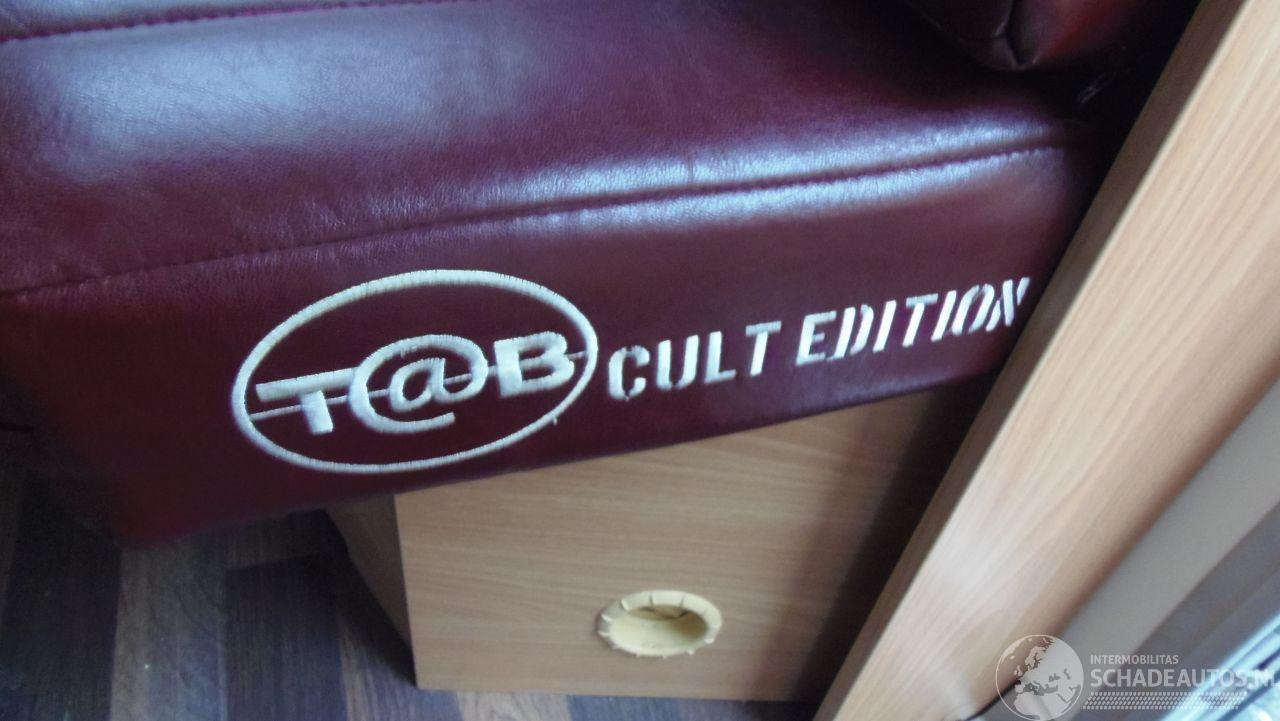 T@B CULT EDITION
INTERMOBILITAS
SCHADEAUTOS.NL